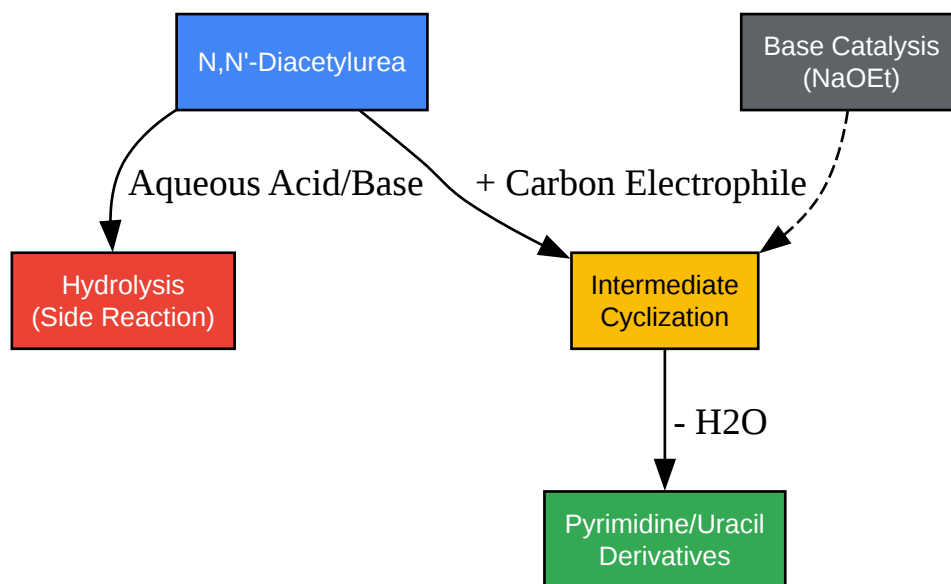 N,N'-Diacetylurea
Base Catalysis
(NaOEt)
Aqueous Acid/Base
+ Carbon Electrophile
Hydrolysis
(Side Reaction)
Intermediate
Cyclization
- H2O
Pyrimidine/Uracil
Derivatives